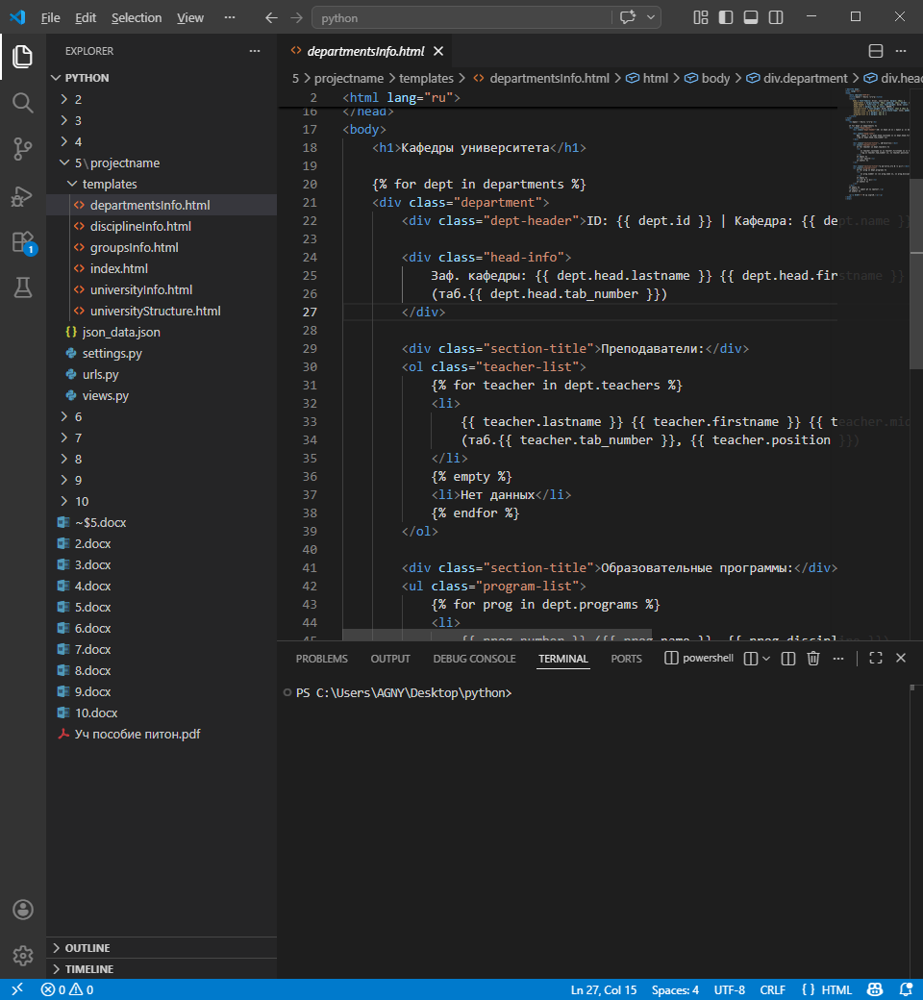 File Edit Selection View ··· python
EXPLORER ···
PYTHON
2
3
4
5\projectname
templates
departmentsInfo.html
disciplineInfo.html
groupsInfo.html
index.html
universityInfo.html
universityStructure.html
{} json_data.json
settings.py
urls.py
views.py
6
7
8
9
10
~$5.docx
2.docx
3.docx
4.docx
5.docx
6.docx
7.docx
8.docx
9.docx
10.docx
Уч пособие питон.pdf
OUTLINE
TIMELINE
1
<> departmentsInfo.html
5 > projectname > templates > <> departmentsInfo.html > html > body > div.department > div.head
2 <html lang="ru">
16 </head>
17 <body>
18 <h1>Кафедры университета</h1>
19
20 {% for dept in departments %}
21 <div class="department">
22 <div class="dept-header">ID: {{ dept.id }} | Кафедра: {{ dept.name }}
23
24 <div class="head-info">
25 Заф. кафедры: {{ dept.head.lastname }} {{ dept.head.firstname }}
26 (таб.{{ dept.head.tab_number }})
27 </div>
28
29 <div class="section-title">Преподаватели:</div>
30 <ol class="teacher-list">
31 {% for teacher in dept.teachers %}
32 <li>
33 {{ teacher.lastname }} {{ teacher.firstname }} {{ teacher.mid
34 (таб.{{ teacher.tab_number }}, {{ teacher.position }})
35 </li>
36 {% empty %}
37 <li>Нет данных</li>
38 {% endfor %}
39 </ol>
40
41 <div class="section-title">Образовательные программы:</div>
42 <ul class="program-list">
43 {% for prog in dept.programs %}
44 <li>
45 {{ prog.number }} ({{ prog.name }}, {{ prog.discipline }})
PROBLEMS OUTPUT DEBUG CONSOLE TERMINAL PORTS powershell ···
PS C:\Users\AGNY\Desktop\python>
0 0 Ln 27, Col 15 Spaces: 4 UTF-8 CRLF {} HTML